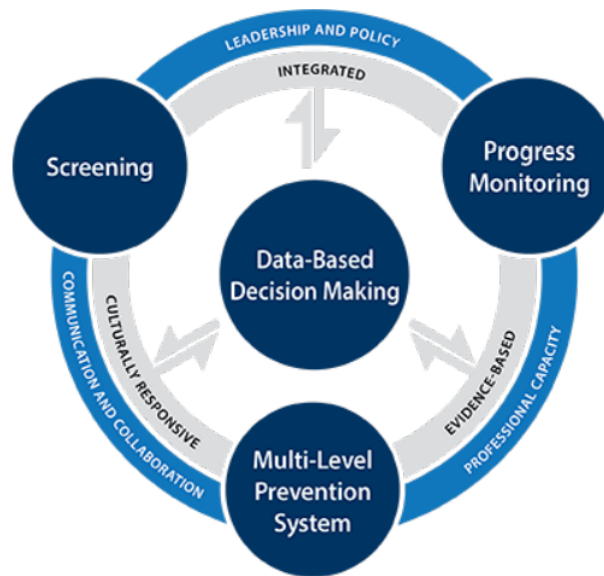 LEADERSHIP AND POLICY
INTEGRATED
Screening
Progress
Monitoring
Data-Based
Decision Making
COMMUNICATION AND COLLABORATION
CULTURALLY RESPONSIVE
EVIDENCE-BASED
PROFESSIONAL CAPACITY
Multi-Level
Prevention
System